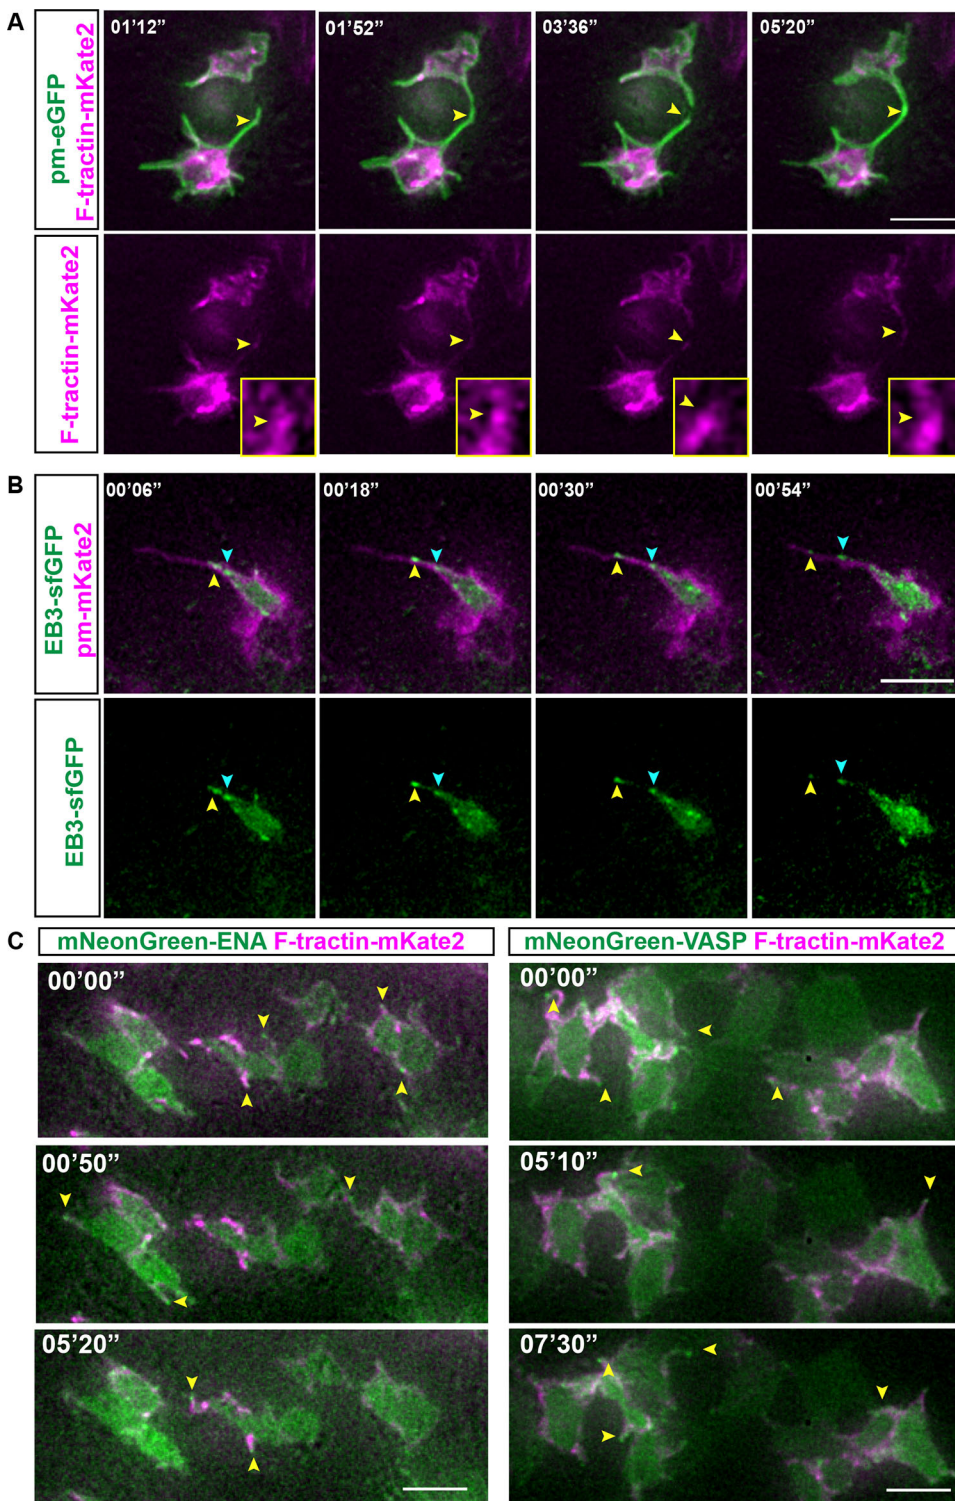 A
pm-eGFP
F-tractin-mKate2
01’12”
01’52”
03’36”
05’20”
F-tractin-mKate2
B
EB3-sfGFP
pm-mKate2
00’06”
00’18”
00’30”
00’54”
EB3-sfGFP
C
mNeonGreen-ENA F-tractin-mKate2
mNeonGreen-VASP F-tractin-mKate2
00’00”
00’00”
00’50”
05’10”
05’20”
07’30”